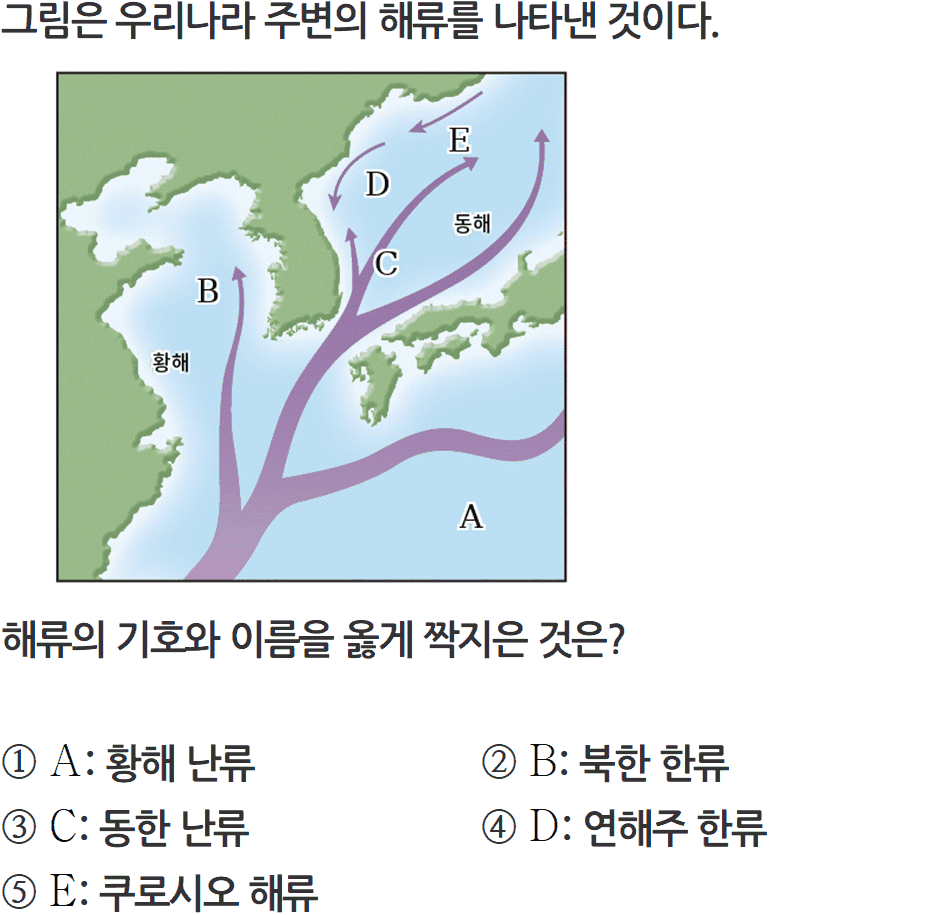 그림은 우리나라 주변의 해류를 나타낸 것이다.
E
D
동해
C
B
황해
A
해류의 기호와 이름을 옳게 짝지은 것은?
① A: 황해 난류 ② B: 북한 한류
③ C: 동한 난류 ④ D: 연해주 한류
⑤ E: 쿠로시오 해류